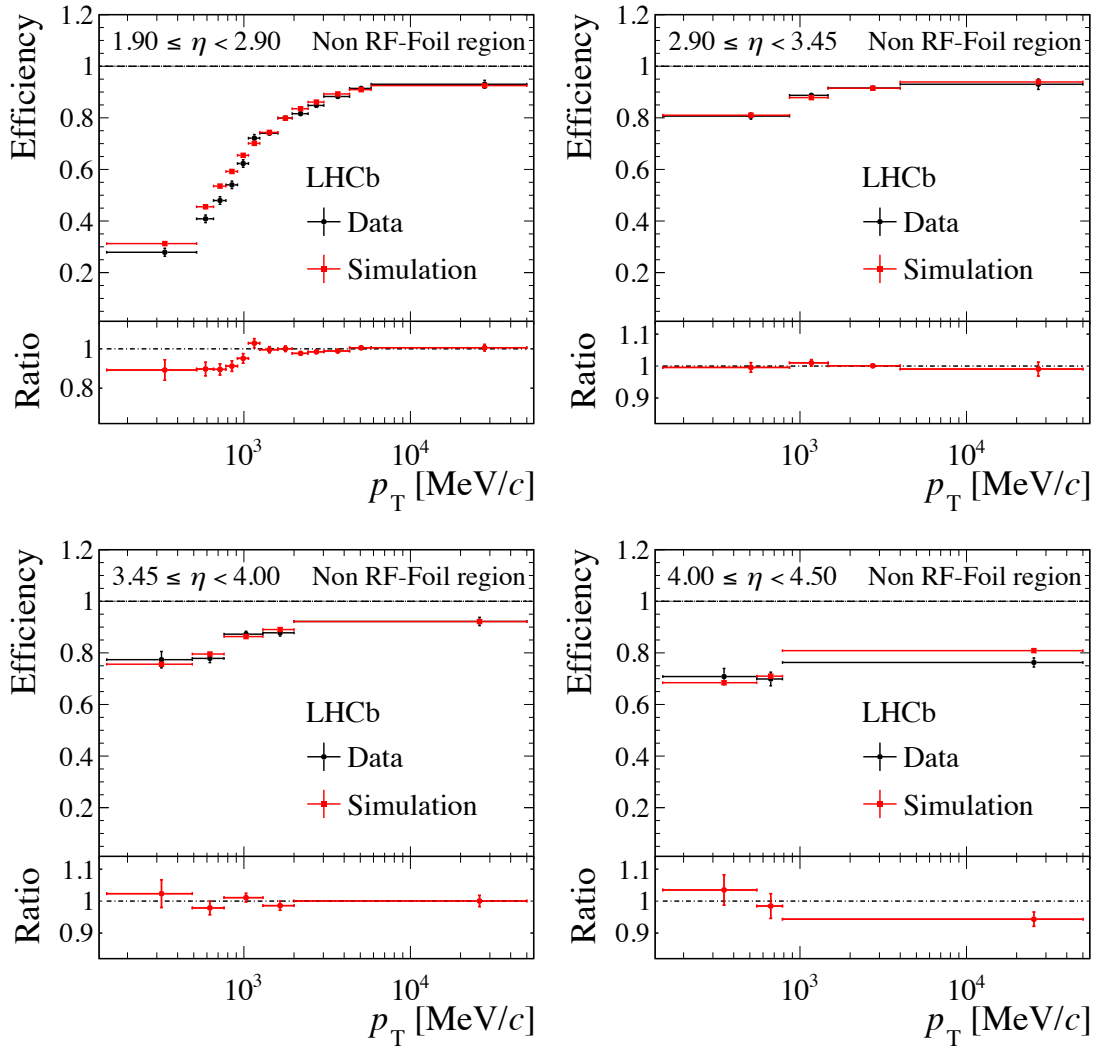 1.90 ≤ η < 2.90 Non RF-Foil region
Efficiency
1.2
1
0.8
0.6
0.4
0.2
LHCb
Data
Simulation
Ratio
1
0.8
10³ 10⁴
p_T [MeV/c]
2.90 ≤ η < 3.45 Non RF-Foil region
Efficiency
1.2
1
0.8
0.6
0.4
0.2
LHCb
Data
Simulation
Ratio
1.1
1
0.9
10³ 10⁴
p_T [MeV/c]
3.45 ≤ η < 4.00 Non RF-Foil region
Efficiency
1.2
1
0.8
0.6
0.4
0.2
LHCb
Data
Simulation
Ratio
1.1
1
0.9
10³ 10⁴
p_T [MeV/c]
4.00 ≤ η < 4.50 Non RF-Foil region
Efficiency
1.2
1
0.8
0.6
0.4
0.2
LHCb
Data
Simulation
Ratio
1.1
1
0.9
10³ 10⁴
p_T [MeV/c]